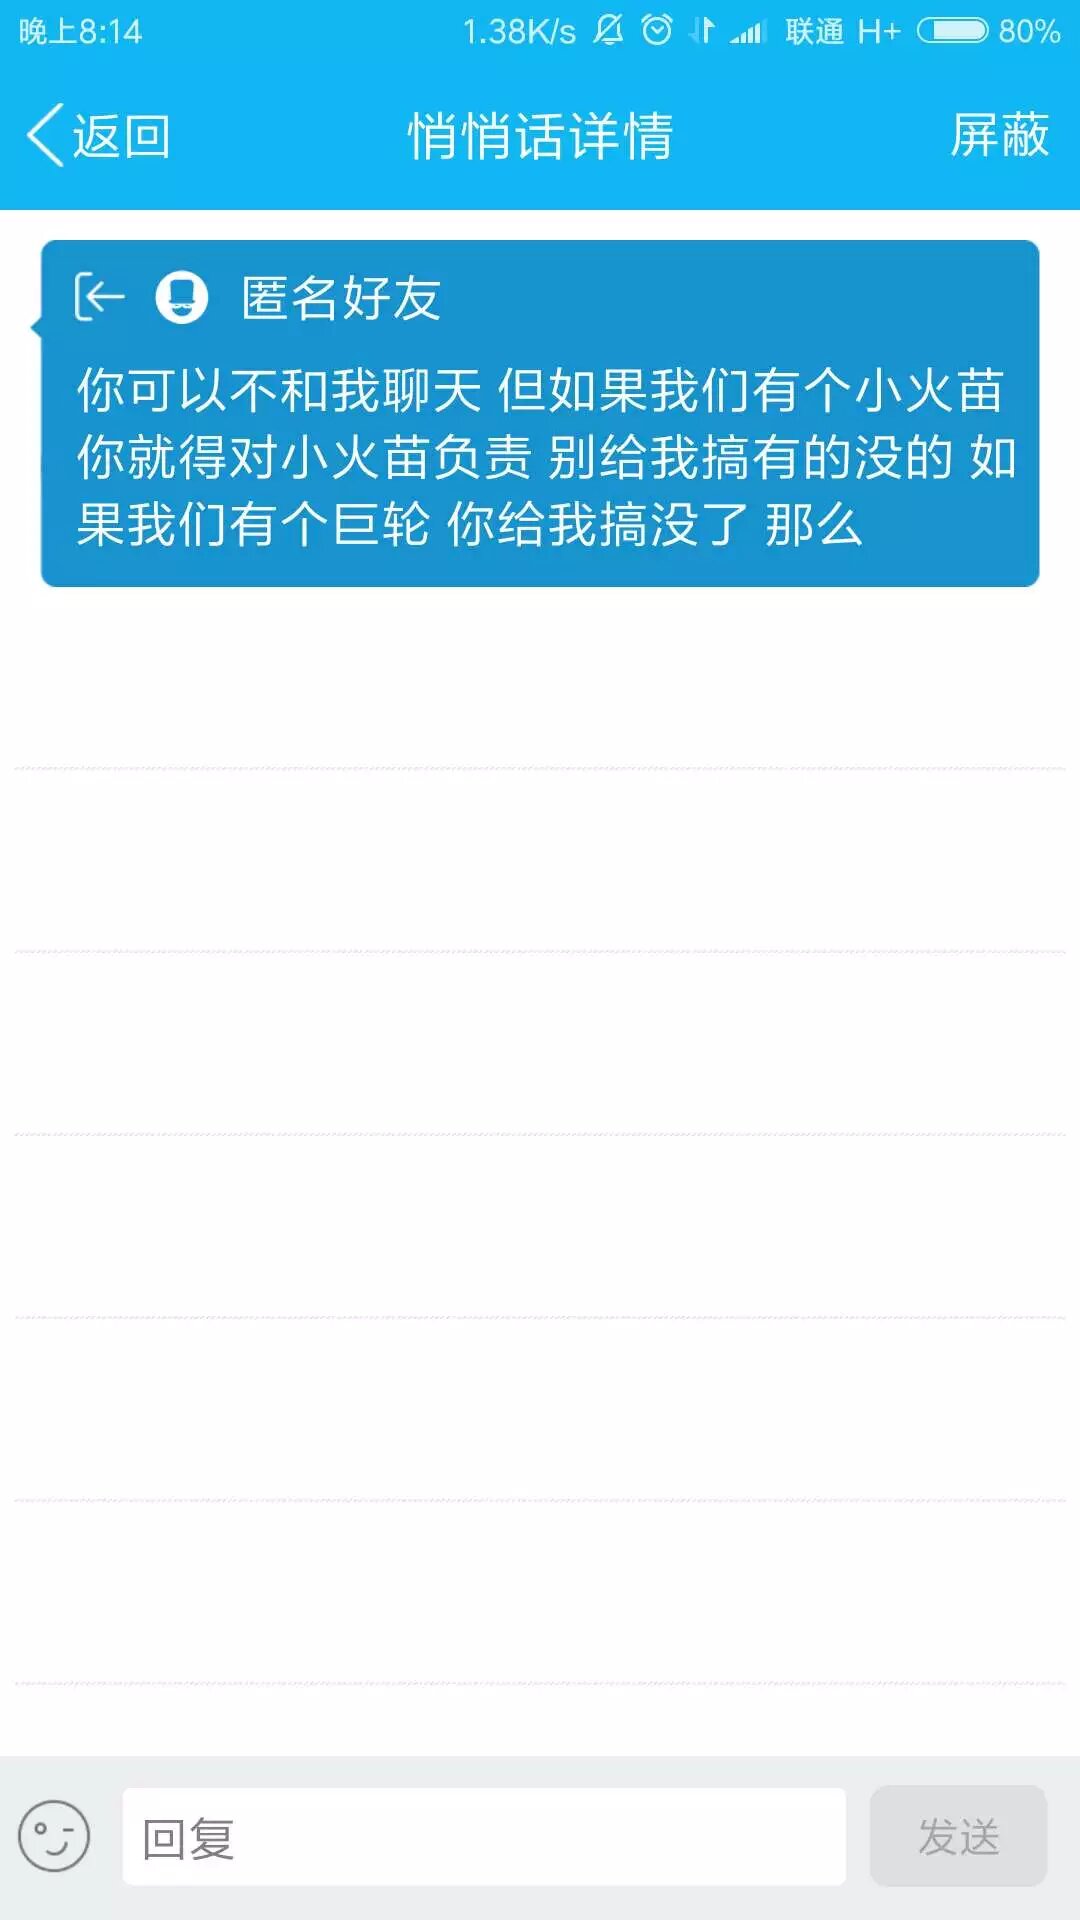 晚上8:14 1.38K/s 联通 H+ 80%
返回 悄悄话详情 屏蔽
匿名好友
你可以不和我聊天 但如果我们有个小火苗
你就得对小火苗负责 别给我搞有的没的 如
果我们有个巨轮 你给我搞没了 那么
回复 发送